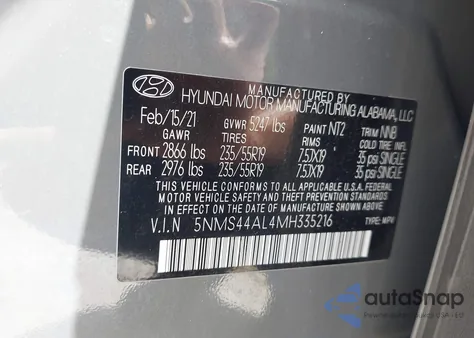 MANUFACTURED BY
HYUNDAI MOTOR MANUFACTURING ALABAMA, LLC
Feb/15/21 GVWR 5247 lbs PAINT NT2 TRIM NNB
GAWR TIRES RIMS COLD TIRE INFL
FRONT 2866 lbs 235/55R19 7.5JX19 35 psi SINGLE
REAR 2976 lbs 235/55R19 7.5JX19 35 psi SINGLE
THIS VEHICLE CONFORMS TO ALL APPLICABLE U.S.A. FEDERAL
MOTOR VEHICLE SAFETY AND THEFT PREVENTION STANDARDS
IN EFFECT ON THE DATE OF MANUFACTURE SHOWN ABOVE.
V.I.N 5NMS44AL4MH335216 TYPE: MPV
autoSnap